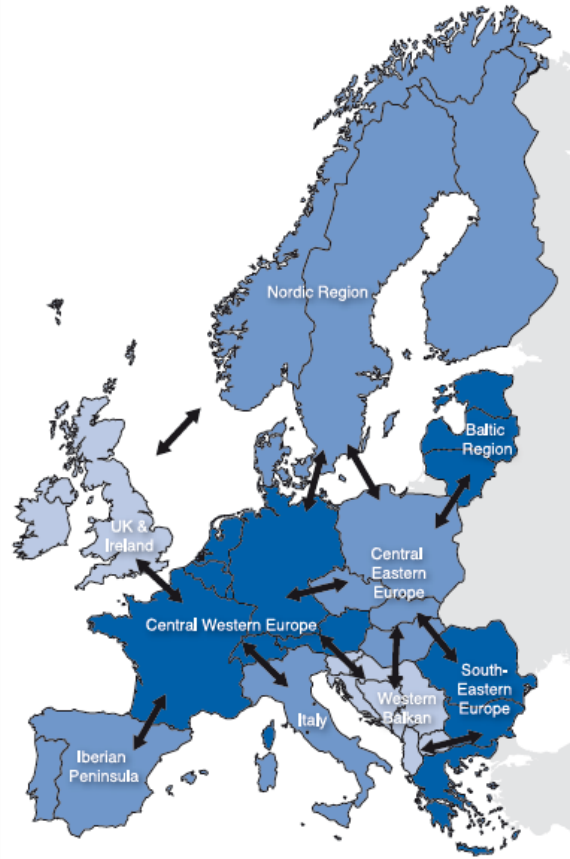 Nordic Region
Baltic
Region
UK &
Ireland
Central
Eastern
Europe
Central Western Europe
South-
Eastern
Europe
Western
Balkan
Italy
Iberian
Peninsula